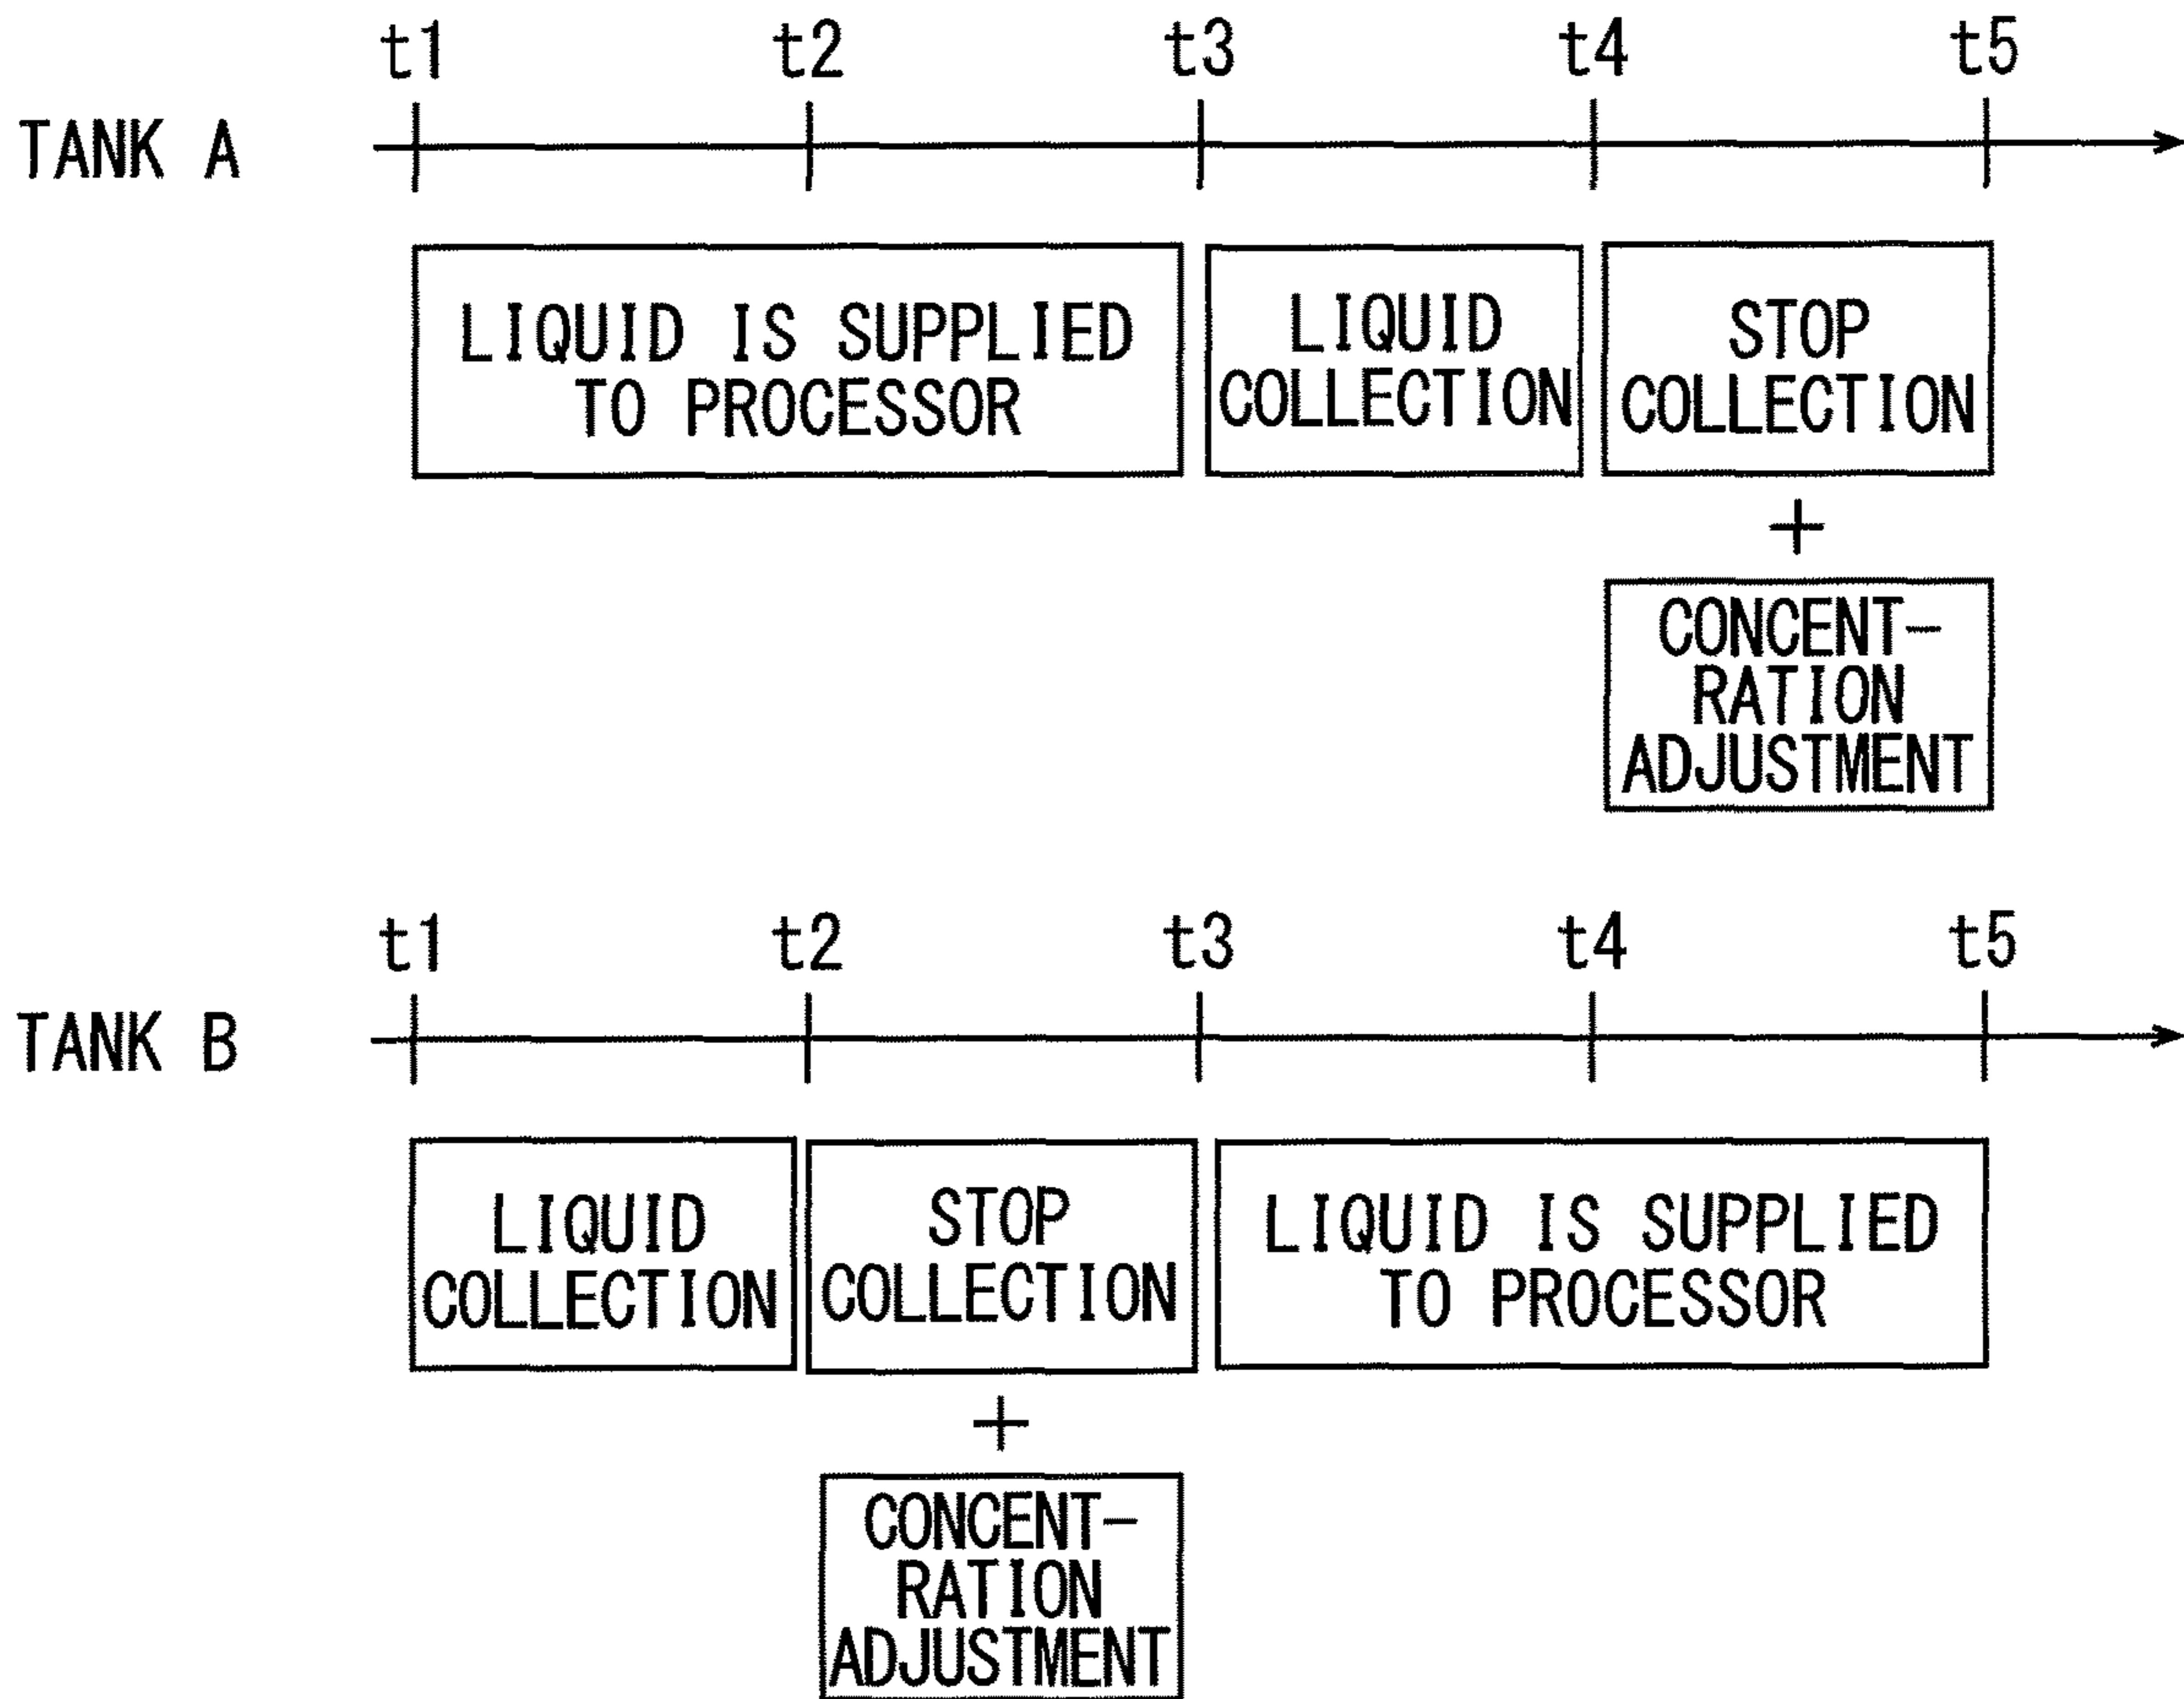 t1 t2 t3 t4 t5
TANK A
LIQUID IS SUPPLIED
TO PROCESSOR
LIQUID
COLLECTION
STOP
COLLECTION
+
CONCENT-
RATION
ADJUSTMENT
t1 t2 t3 t4 t5
TANK B
LIQUID
COLLECTION
STOP
COLLECTION
+
CONCENT-
RATION
ADJUSTMENT
LIQUID IS SUPPLIED
TO PROCESSOR